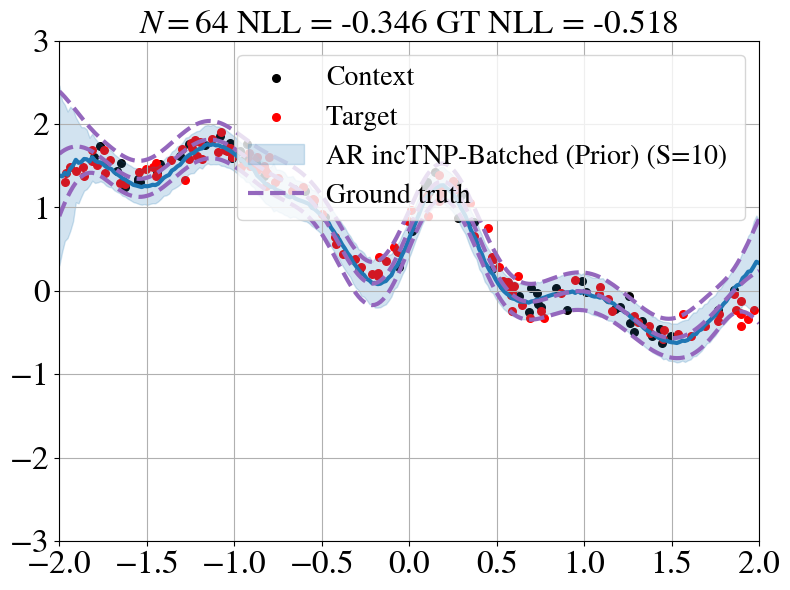 N = 64 NLL = -0.346 GT NLL = -0.518
Context
Target
AR incTNP-Batched (Prior) (S=10)
Ground truth
3
2
1
0
−1
−2
−3
−2.0 −1.5 −1.0 −0.5 0.0 0.5 1.0 1.5 2.0